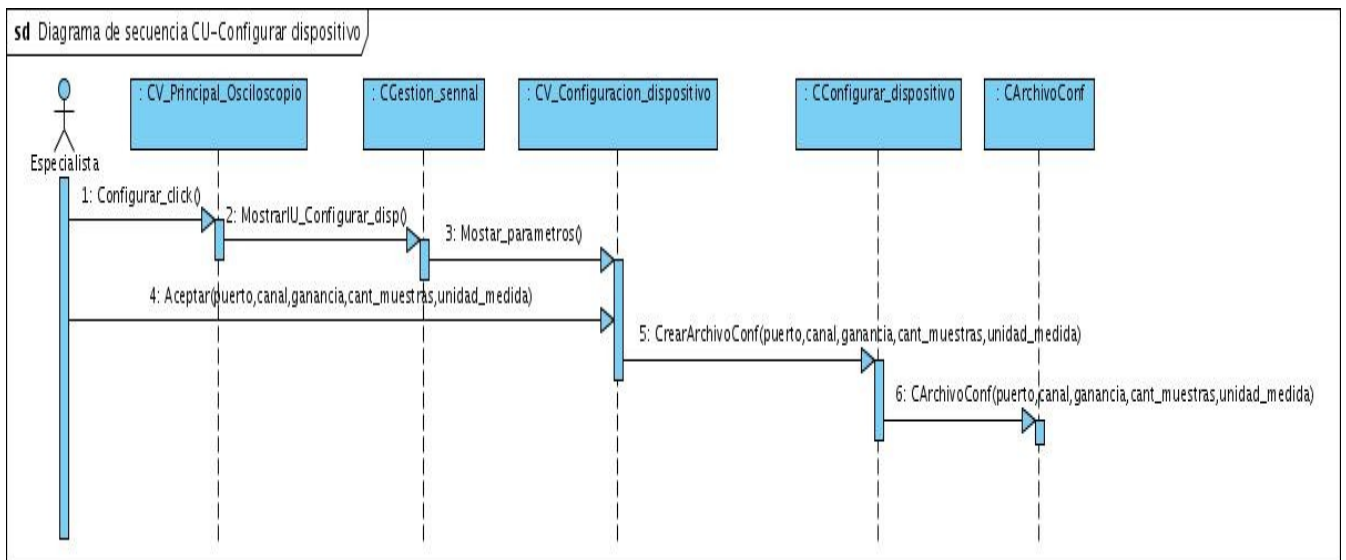 sd Diagrama de secuencia CU-Configurar dispositivo
: CV_Principal_Osciloscopio
: CGestion_sennal
: CV_Configuracion_dispositivo
: CConfigurar_dispositivo
: CArchivoConf
Especialista
1: Configurar_click()
2: MostrarIU_Configurar_disp()
3: Mostar_parametros()
4: Aceptar(puerto,canal,ganancia,cant_muestras,unidad_medida)
5: CrearArchivoConf(puerto,canal,ganancia,cant_muestras,unidad_medida)
6: CArchivoConf(puerto,canal,ganancia,cant_muestras,unidad_medida)